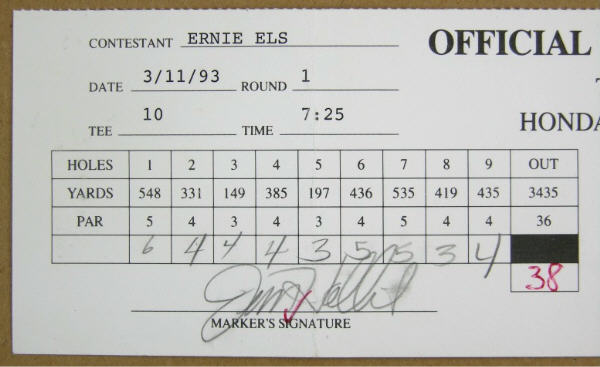 CONTESTANT ERNIE ELS
OFFICIAL
DATE 3/11/93 ROUND 1
TEE 10 TIME 7:25
HONDA
HOLES 1 2 3 4 5 6 7 8 9 OUT
YARDS 548 331 149 385 197 436 535 419 435 3435
PAR 5 4 3 4 3 4 5 4 4 36
6 4 4 4 3 5 5 3 4
38
MARKER'S SIGNATURE